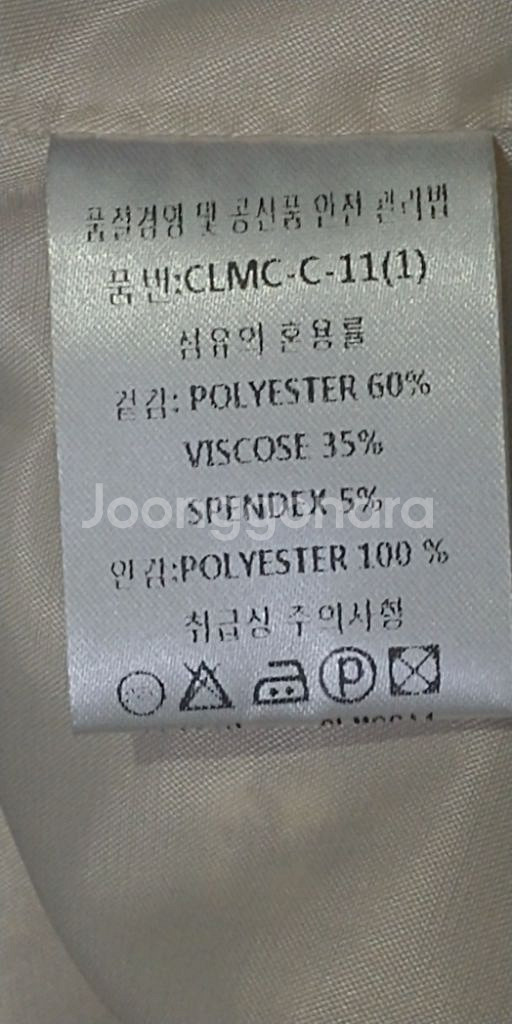 품질경영 및 공산품 안전 관리법
품번:CLMC-C-11(1)
섬유의 혼용률
겉감: POLYESTER 60%
VISCOSE 35%
SPENDEX 5%
Joonggonara
안감:POLYESTER 100 %
취급상 주의사항
P